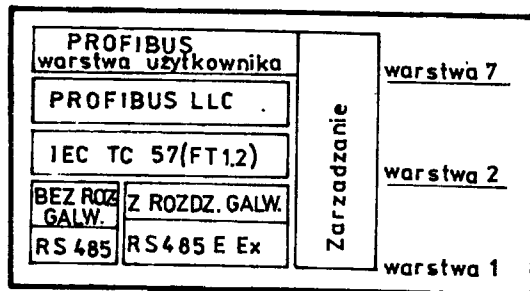 PROFIBUS
warstwa użytkownika
PROFIBUS LLC
IEC TC 57(FT1.2)
BEZ ROZ.
GALW.
Z ROZDZ. GALW.
RS 485
RS485 E Ex
Zarzadzanie
warstwa 7
warstwa 2
warstwa 1